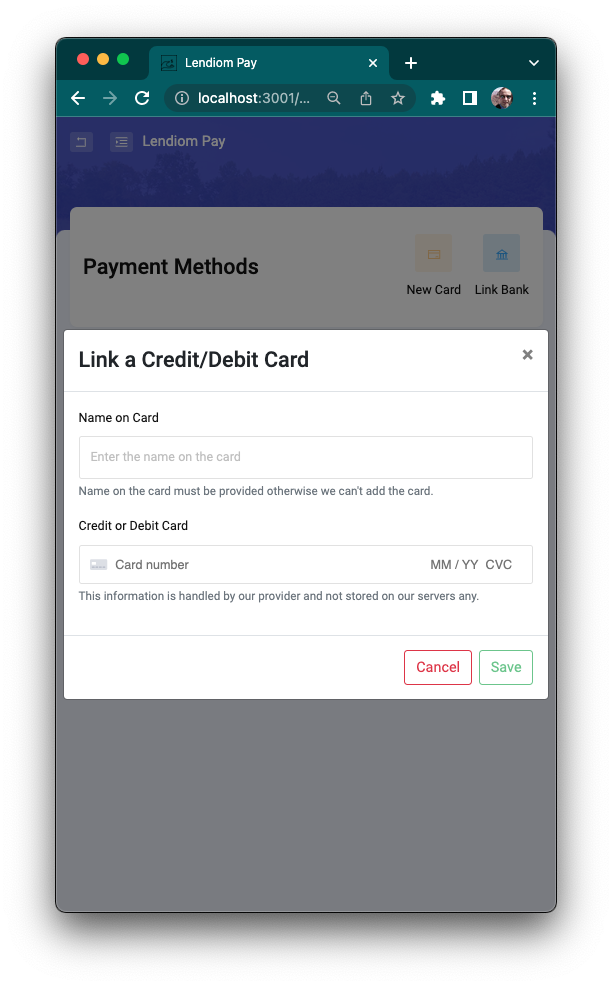 Lendiom Pay
localhost:3001/...
Lendiom Pay
Payment Methods
New Card
Link Bank
Link a Credit/Debit Card
Name on Card
Enter the name on the card
Name on the card must be provided otherwise we can't add the card.
Credit or Debit Card
Card number MM / YY CVC
This information is handled by our provider and not stored on our servers any.
Cancel
Save